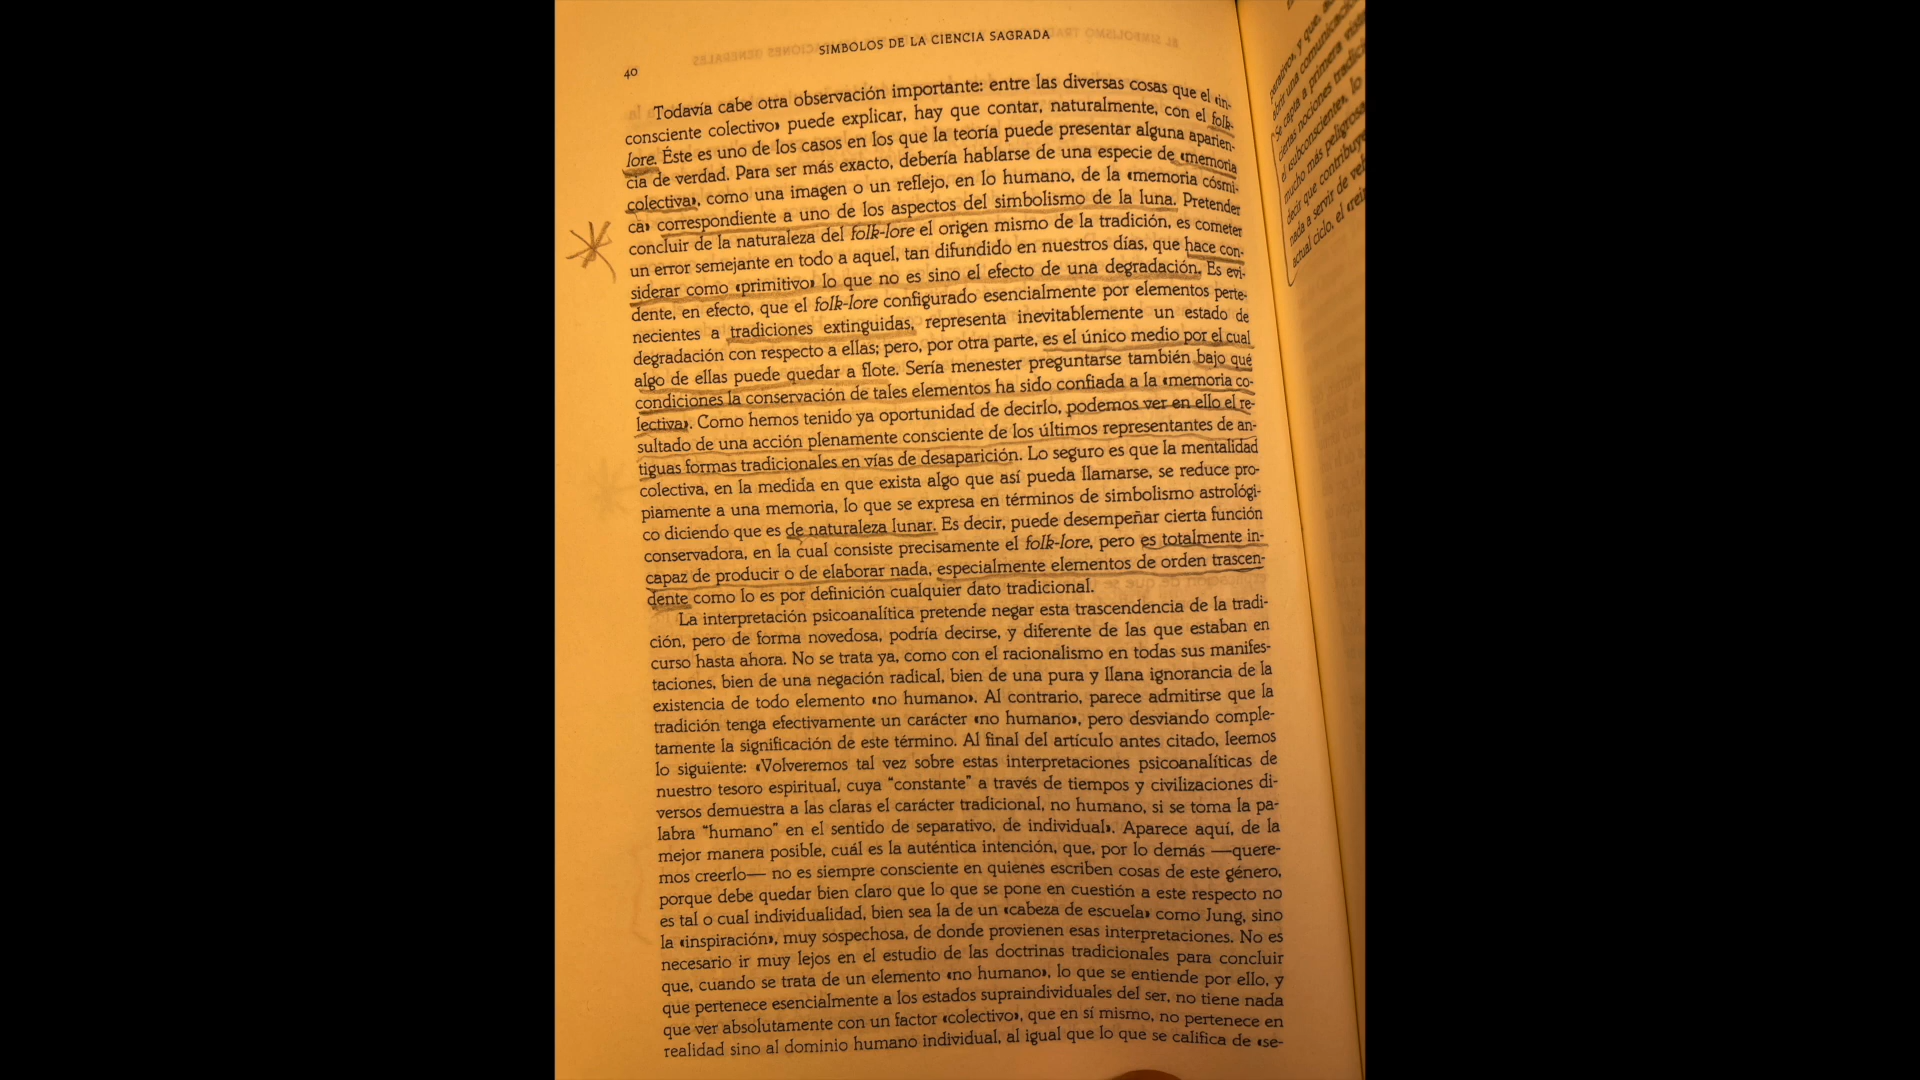 40
SIMBOLOS DE LA CIENCIA SAGRADA
Todavía cabe otra observación importante: entre las diversas cosas que el «in-
consciente colectivo» puede explicar, hay que contar, naturalmente, con el folk-
lore. Éste es uno de los casos en los que la teoría puede presentar alguna aparien-
cia de verdad. Para ser más exacto, debería hablarse de una especie de «memoria
colectiva», como una imagen o un reflejo, en lo humano, de la «memoria cósmi-
ca» correspondiente a uno de los aspectos del simbolismo de la luna. Pretender
concluir de la naturaleza del folk-lore el origen mismo de la tradición, es cometer
un error semejante en todo a aquel, tan difundido en nuestros días, que hace con-
siderar como «primitivo» lo que no es sino el efecto de una degradación. Es evi-
dente, en efecto, que el folk-lore configurado esencialmente por elementos perte-
necientes a tradiciones extinguidas, representa inevitablemente un estado de
degradación con respecto a ellas; pero, por otra parte, es el único medio por el cual
algo de ellas puede quedar a flote. Sería menester preguntarse también bajo qué
condiciones la conservación de tales elementos ha sido confiada a la «memoria co-
lectiva». Como hemos tenido ya oportunidad de decirlo, podemos ver en ello el re-
sultado de una acción plenamente consciente de los últimos representantes de an-
tiguas formas tradicionales en vías de desaparición. Lo seguro es que la mentalidad
colectiva, en la medida en que exista algo que así pueda llamarse, se reduce pro-
piamente a una memoria, lo que se expresa en términos de simbolismo astrológi-
co diciendo que es de naturaleza lunar. Es decir, puede desempeñar cierta función
conservadora, en la cual consiste precisamente el folk-lore, pero es totalmente in-
capaz de producir o de elaborar nada, especialmente elementos de orden trascen-
dente como lo es por definición cualquier dato tradicional.
La interpretación psicoanalítica pretende negar esta trascendencia de la tradi-
ción, pero de forma novedosa, podría decirse, y diferente de las que estaban en
curso hasta ahora. No se trata ya, como con el racionalismo en todas sus manifes-
taciones, bien de una negación radical, bien de una pura y llana ignorancia de la
existencia de todo elemento «no humano». Al contrario, parece admitirse que la
tradición tenga efectivamente un carácter «no humano», pero desviando comple-
tamente la significación de este término. Al final del artículo antes citado, leemos
lo siguiente: «Volveremos tal vez sobre estas interpretaciones psicoanalíticas de
nuestro tesoro espiritual, cuya “constante” a través de tiempos y civilizaciones di-
versos demuestra a las claras el carácter tradicional, no humano, si se toma la pa-
labra “humano” en el sentido de separativo, de individual». Aparece aquí, de la
mejor manera posible, cuál es la auténtica intención, que, por lo demás —quere-
mos creerlo— no es siempre consciente en quienes escriben cosas de este género,
porque debe quedar bien claro que lo que se pone en cuestión a este respecto no
es tal o cual individualidad, bien sea la de un «cabeza de escuela» como Jung, sino
la «inspiración», muy sospechosa, de donde provienen esas interpretaciones. No es
necesario ir muy lejos en el estudio de las doctrinas tradicionales para concluir
que, cuando se trata de un elemento «no humano», lo que se entiende por ello, y
que pertenece esencialmente a los estados supraindividuales del ser, no tiene nada
que ver absolutamente con un factor «colectivo», que en sí mismo, no pertenece en
realidad sino al dominio humano individual, al igual que lo que se califica de «se-
parativo», y que, a
abrir una comunicació
Se capta a primera vista
ciertas nociones tradici
el «subconsciente», lo
mucho más peligrosa
decir que contribuye
nada a servir de veh
actual ciclo, el «rei